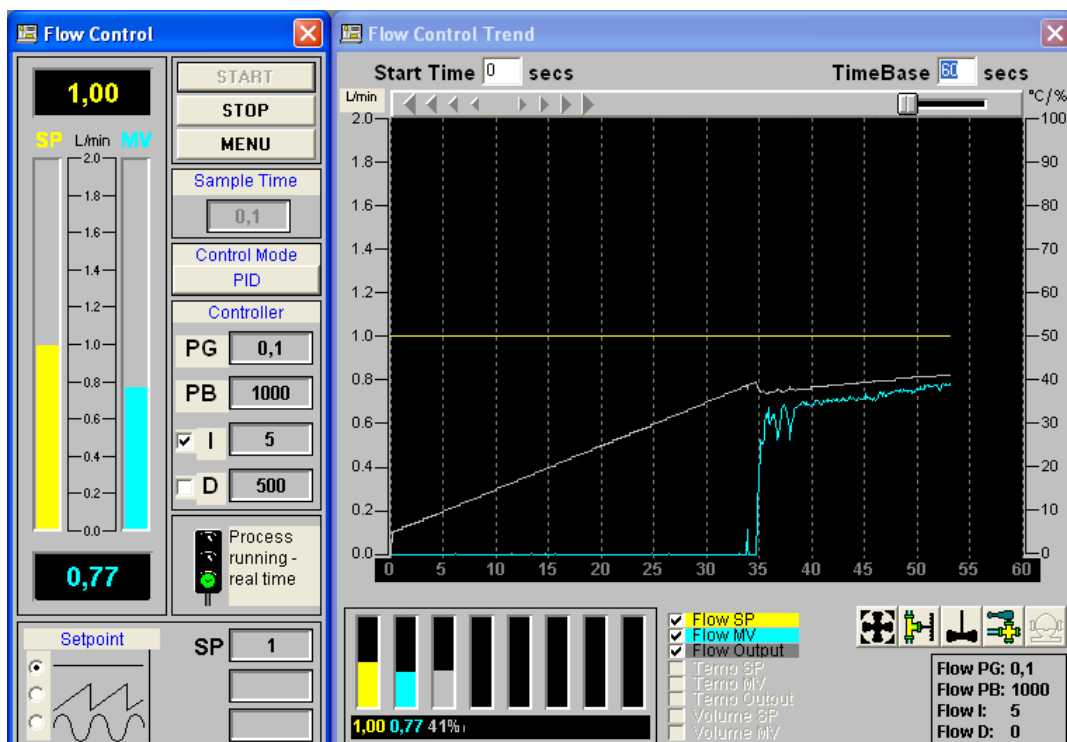 Flow Control
1,00
SP L/min MV
2.0
1.8
1.6
1.4
1.2
1.0
0.8
0.6
0.4
0.2
0.0
0,77
START
STOP
MENU
Sample Time
0,1
Control Mode
PID
Controller
PG 0,1
PB 1000
I 5
D 500
Process
running -
real time
Setpoint
SP 1
Flow Control Trend
Start Time 0 secs
TimeBase 60 secs
L/min
°C/%
2.0 100
1.8 90
1.6 80
1.4 70
1.2 60
1.0 50
0.8 40
0.6 30
0.4 20
0.2 10
0.0 0
0 5 10 15 20 25 30 35 40 45 50 55 60
1,00 0,77 41%
Flow SP
Flow MV
Flow Output
Temp SP
Temp MV
Temp Output
Volume SP
Volume MV
Flow PG: 0,1
Flow PB: 1000
Flow I: 5
Flow D: 0